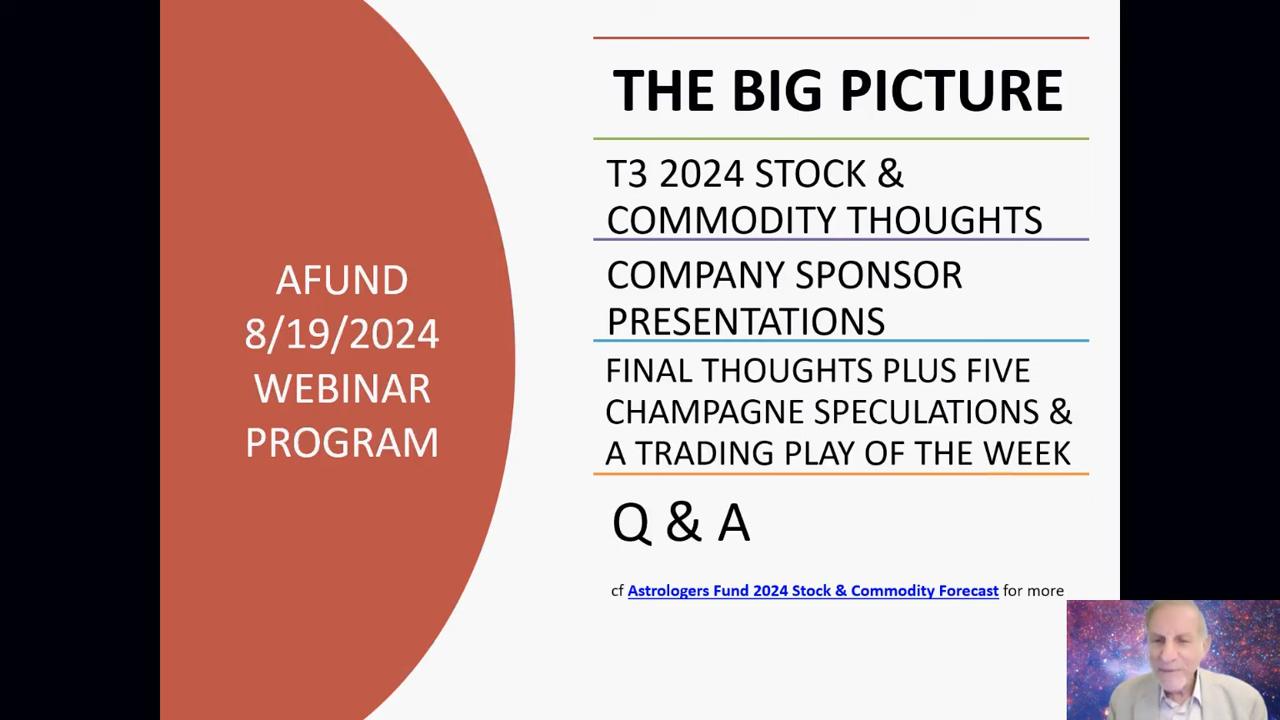 AFUND
8/19/2024
WEBINAR
PROGRAM
THE BIG PICTURE
T3 2024 STOCK &
COMMODITY THOUGHTS
COMPANY SPONSOR
PRESENTATIONS
FINAL THOUGHTS PLUS FIVE
CHAMPAGNE SPECULATIONS &
A TRADING PLAY OF THE WEEK
Q & A
cf Astrologers Fund 2024 Stock & Commodity Forecast for more